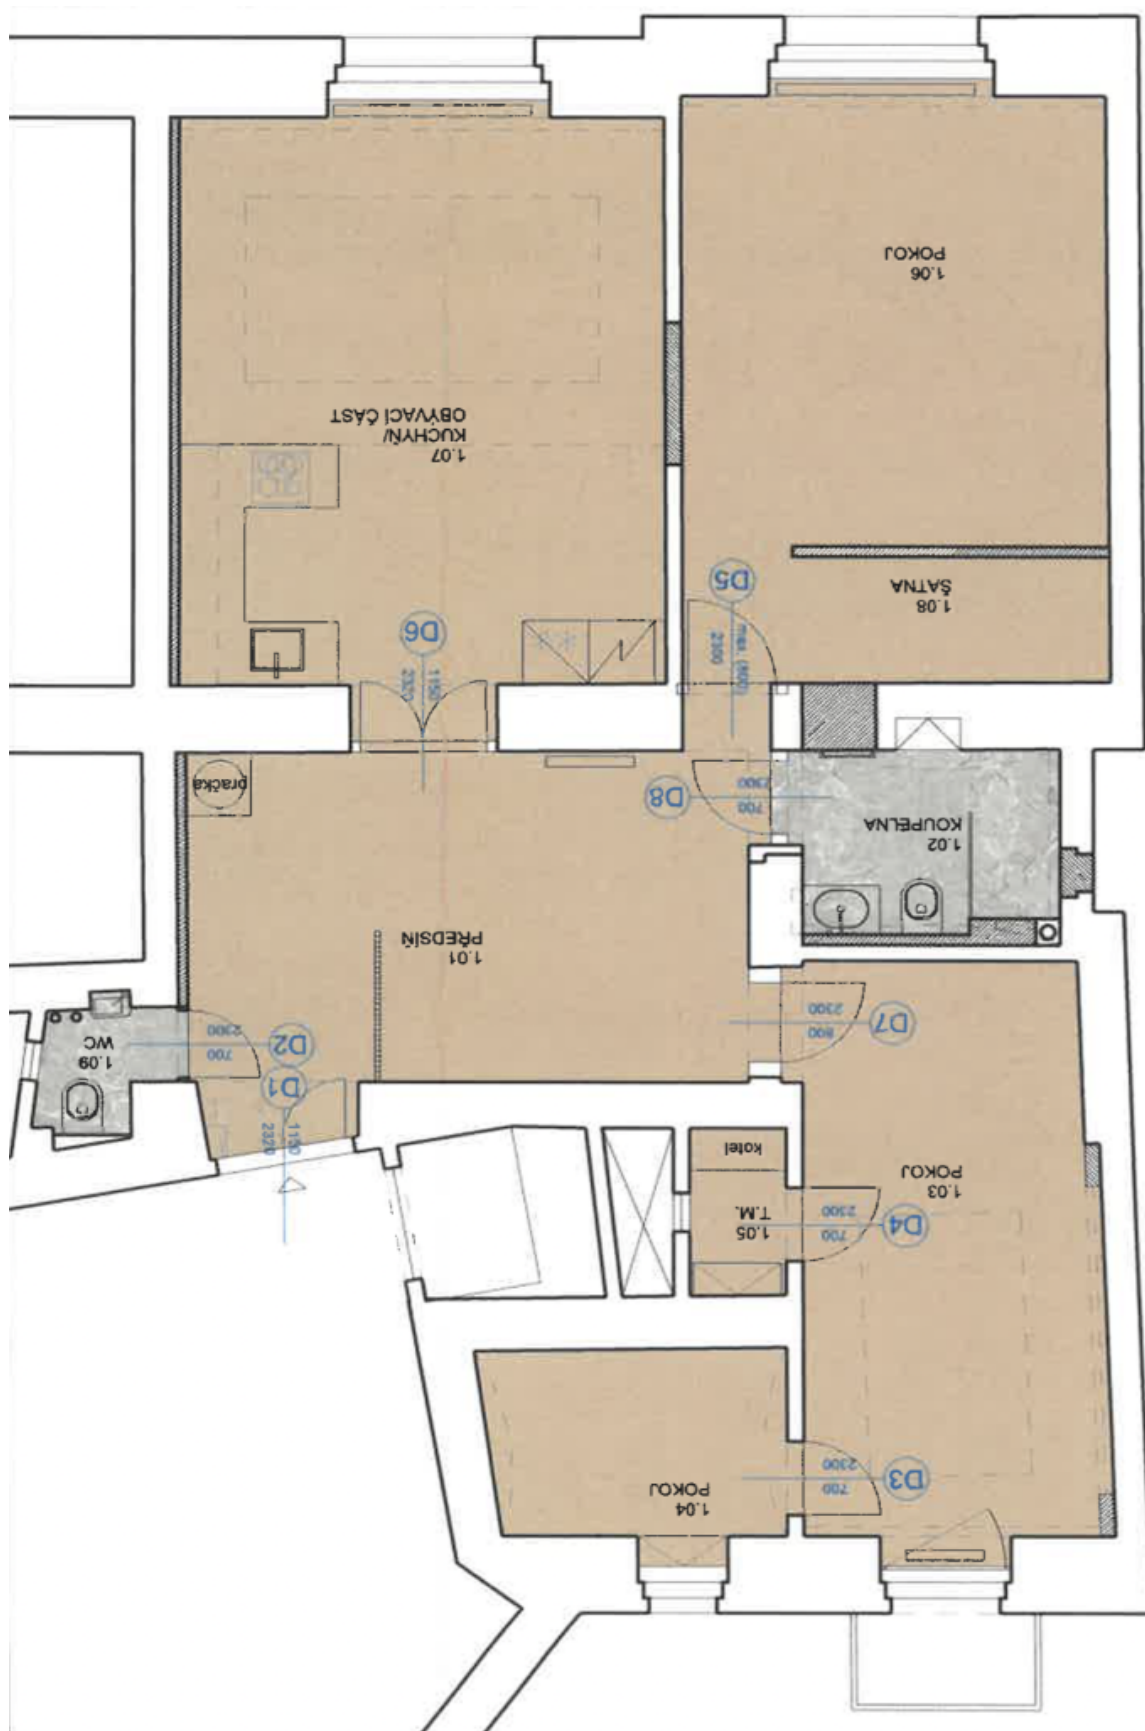 1.04
POKOJ
D3
700
2300
1.05
T.M.
kotel
D4
700
2300
1.03
POKOJ
D1
1150
2320
1.09
WC
D2
700
2300
D7
800
2300
1.01
PŘEDSÍŇ
1.02
KOUPELNA
D8
700
2300
pračka
D6
1150
2320
D5
max. (800)
2300
1.08
ŠATNA
1.07
KUCHYŇ/
OBÝVACÍ ČÁST
1.06
POKOJ